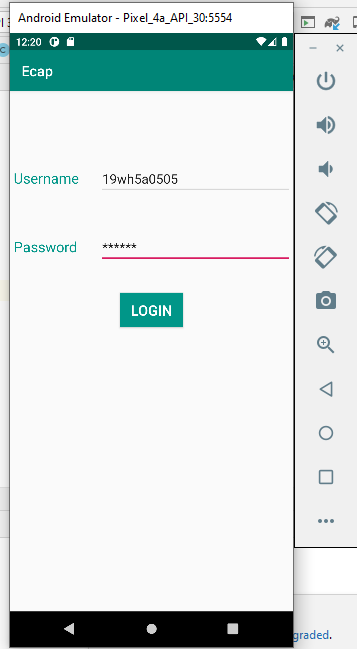 Android Emulator - Pixel_4a_API_30:5554
12:20
Ecap
Username 19wh5a0505
Password ******
LOGIN
graded.